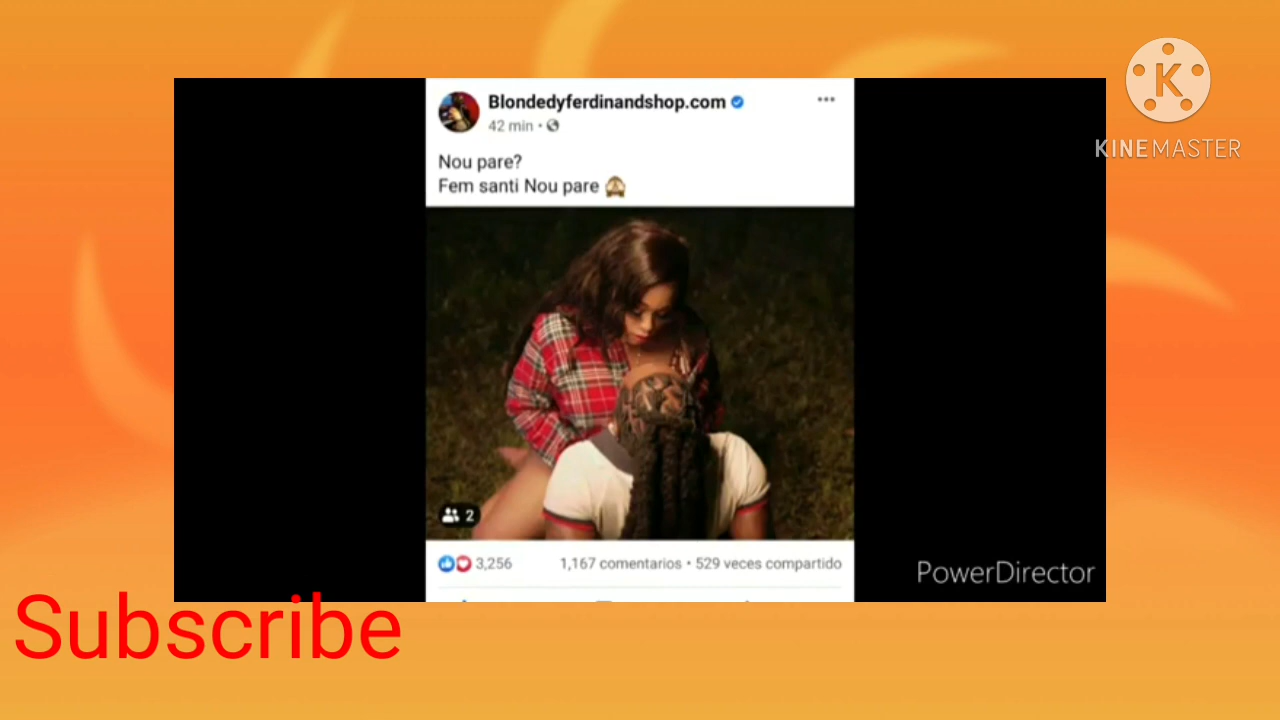 Blondedyferdinandshop.com
42 min •
Nou pare?
Fem santi Nou pare 🙈
2
3,256 1,167 comentarios • 529 veces compartido
K
KINEMASTER
PowerDirector
Subscribe